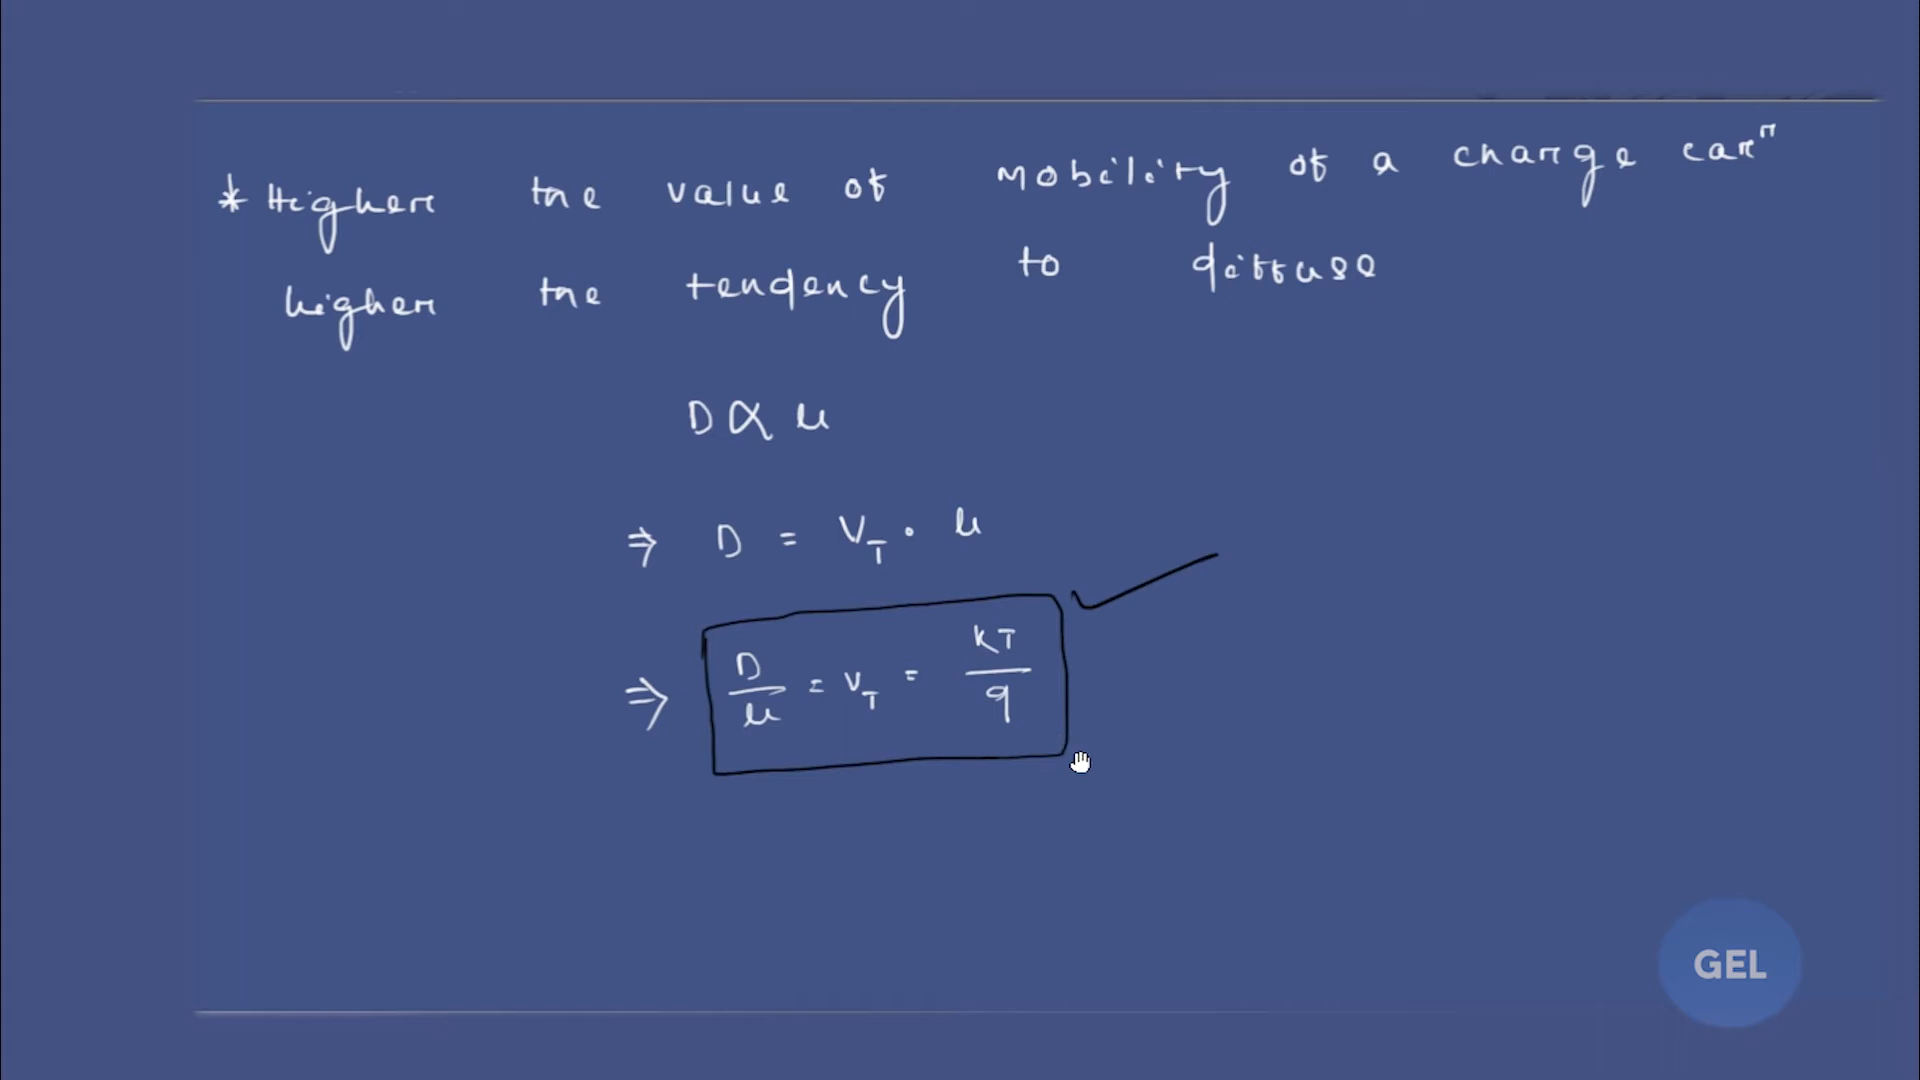 * Higher the value of mobility of a charge carr
higher the tendency to diffuse
D ∝ μ
⇒ D = V_T · μ
⇒ D/μ = V_T = KT/q
GEL